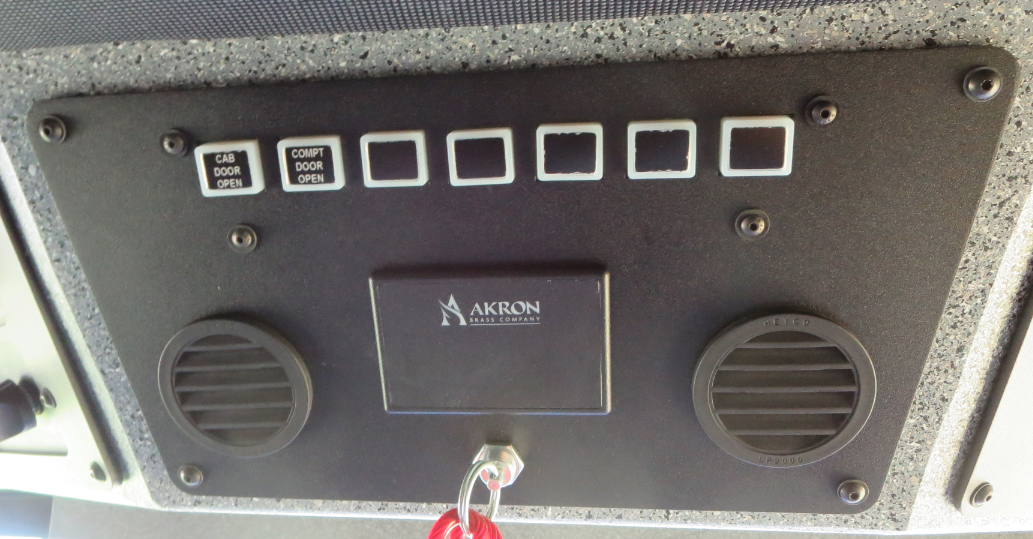 CAB
DOOR
OPEN
COMPT
DOOR
OPEN
AKRON
BRASS COMPANY